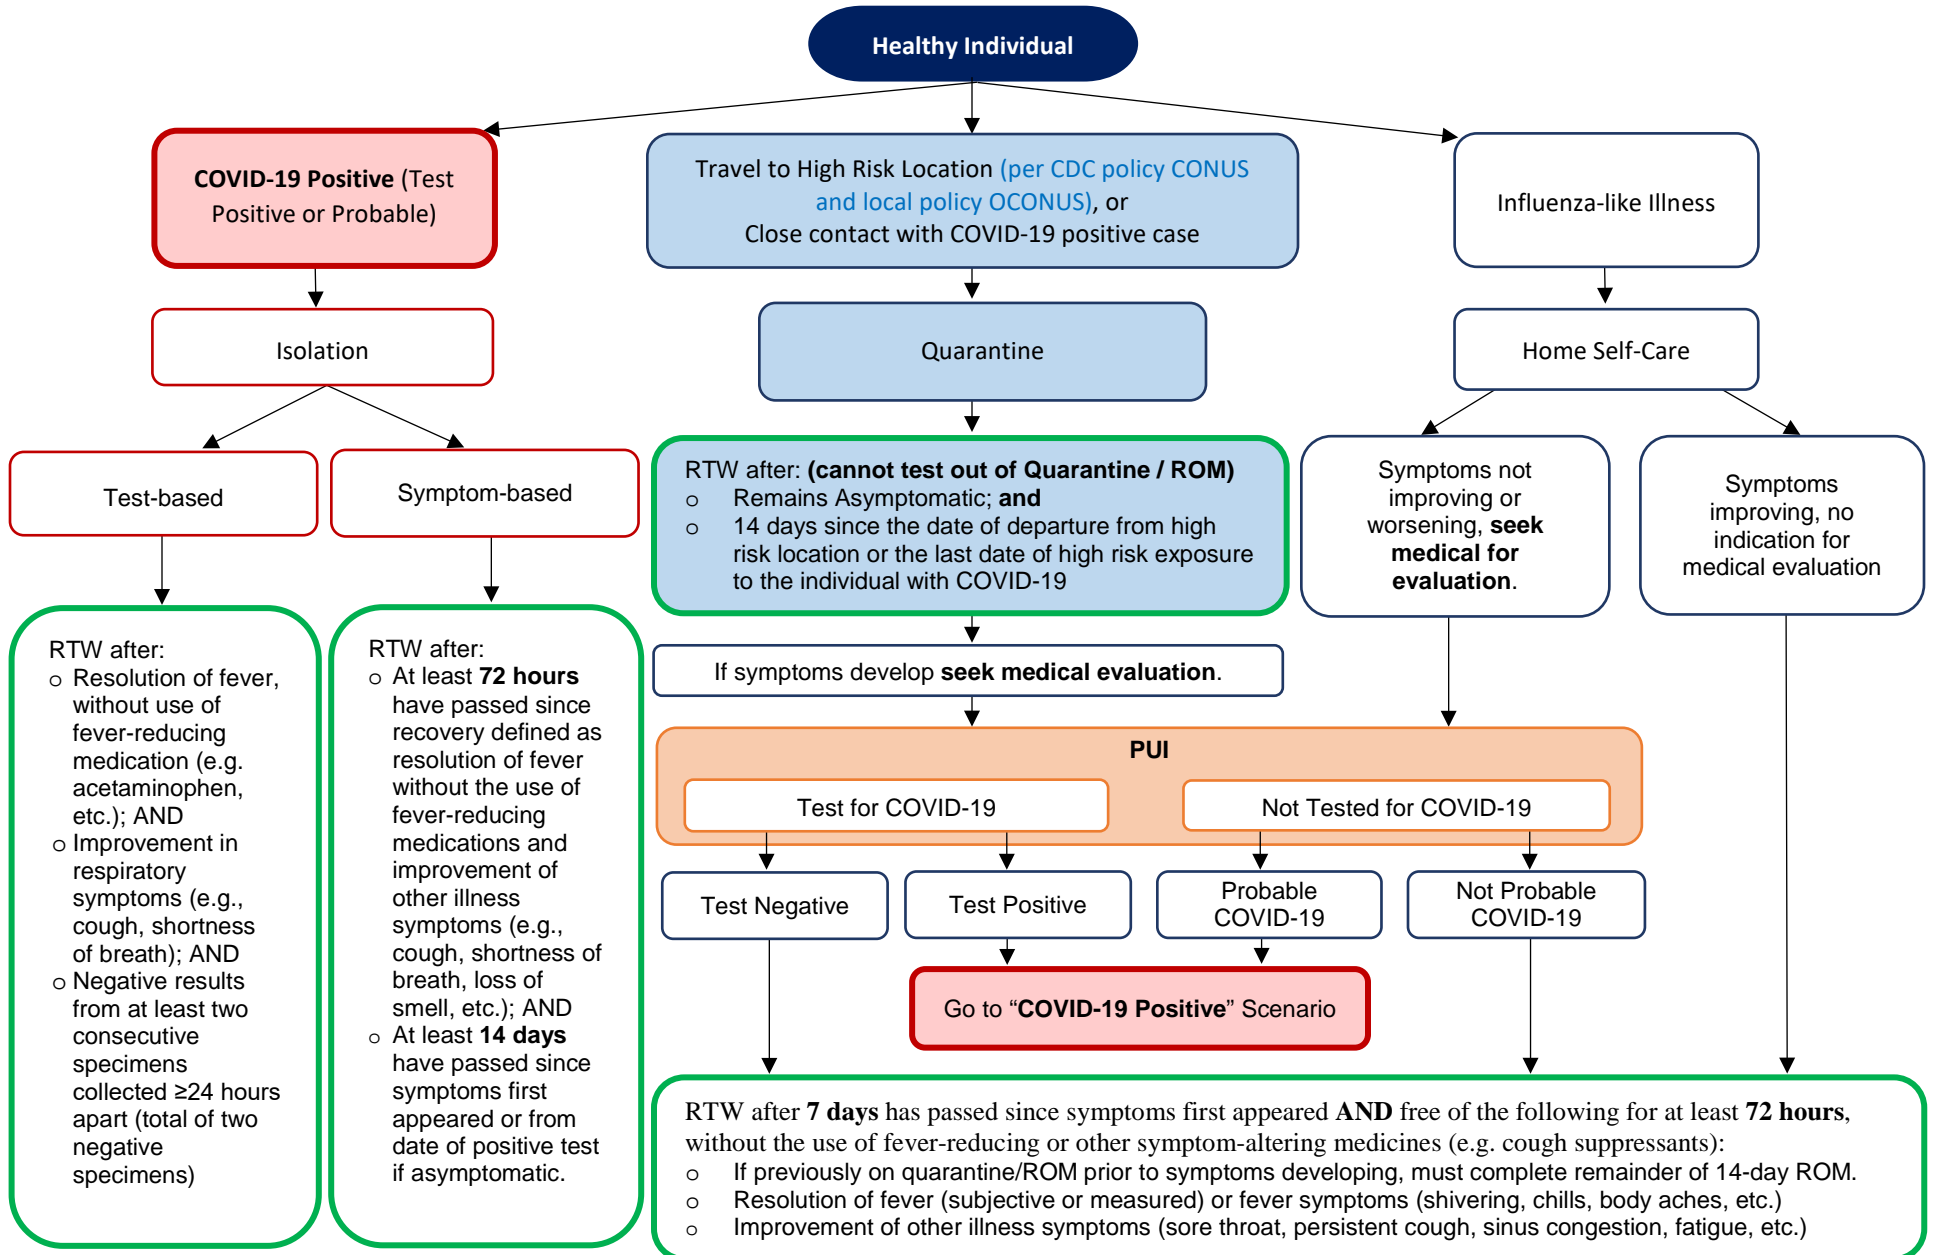 Healthy Individual
COVID-19 Positive (Test
Positive or Probable)
Travel to High Risk Location (per CDC policy CONUS
and local policy OCONUS), or
Close contact with COVID-19 positive case
Influenza-like Illness
Isolation
Quarantine
Home Self-Care
Test-based
Symptom-based
RTW after: (cannot test out of Quarantine / ROM)
o Remains Asymptomatic; and
o 14 days since the date of departure from high
risk location or the last date of high risk exposure
to the individual with COVID-19
Symptoms not
improving or
worsening, seek
medical for
evaluation.
Symptoms
improving, no
indication for
medical evaluation
RTW after:
o Resolution of fever,
without use of
fever-reducing
medication (e.g.
acetaminophen,
etc.); AND
o Improvement in
respiratory
symptoms (e.g.,
cough, shortness
of breath); AND
o Negative results
from at least two
consecutive
specimens
collected ≥24 hours
apart (total of two
negative
specimens)
RTW after:
o At least 72 hours
have passed since
recovery defined as
resolution of fever
without the use of
fever-reducing
medications and
improvement of
other illness
symptoms (e.g.,
cough, shortness of
breath, loss of
smell, etc.); AND
o At least 14 days
have passed since
symptoms first
appeared or from
date of positive test
if asymptomatic.
If symptoms develop seek medical evaluation.
PUI
Test for COVID-19
Not Tested for COVID-19
Test Negative
Test Positive
Probable
COVID-19
Not Probable
COVID-19
Go to “COVID-19 Positive” Scenario
RTW after 7 days has passed since symptoms first appeared AND free of the following for at least 72 hours,
without the use of fever-reducing or other symptom-altering medicines (e.g. cough suppressants):
o If previously on quarantine/ROM prior to symptoms developing, must complete remainder of 14-day ROM.
o Resolution of fever (subjective or measured) or fever symptoms (shivering, chills, body aches, etc.)
o Improvement of other illness symptoms (sore throat, persistent cough, sinus congestion, fatigue, etc.)